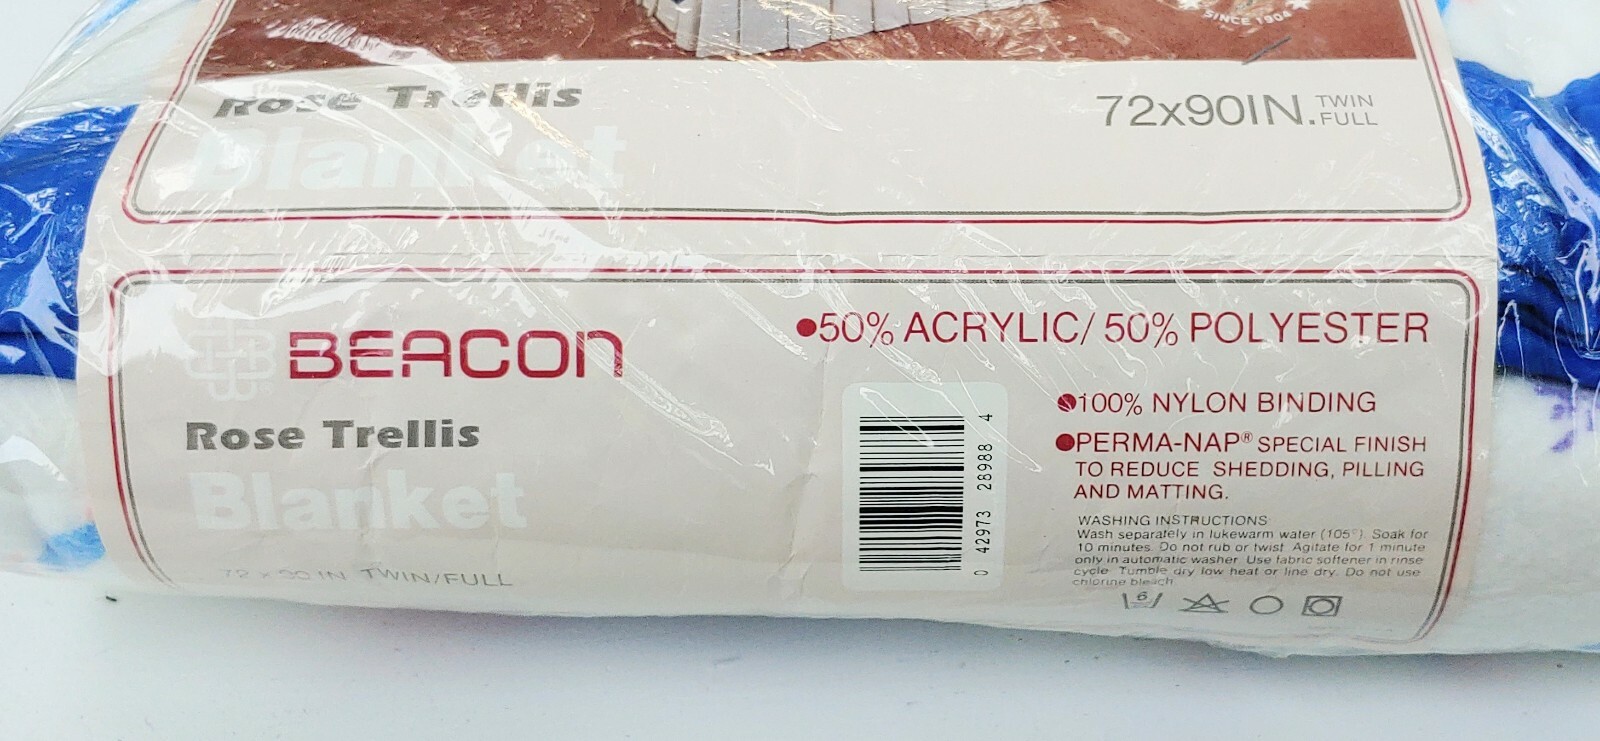 SINCE 1904
Rose Trellis
Blanket
72x90IN. TWIN
FULL
BEACON
Rose Trellis
Blanket
72 x 90 IN TWIN/FULL
●50% ACRYLIC/ 50% POLYESTER
●100% NYLON BINDING
●PERMA-NAP® SPECIAL FINISH
TO REDUCE SHEDDING, PILLING
AND MATTING.
WASHING INSTRUCTIONS:
Wash separately in lukewarm water (105°). Soak for
10 minutes. Do not rub or twist. Agitate for 1 minute
only in automatic washer. Use fabric softener in rinse
cycle. Tumble dry low heat or line dry. Do not use
chlorine bleach.
6
0 42973 28988 4